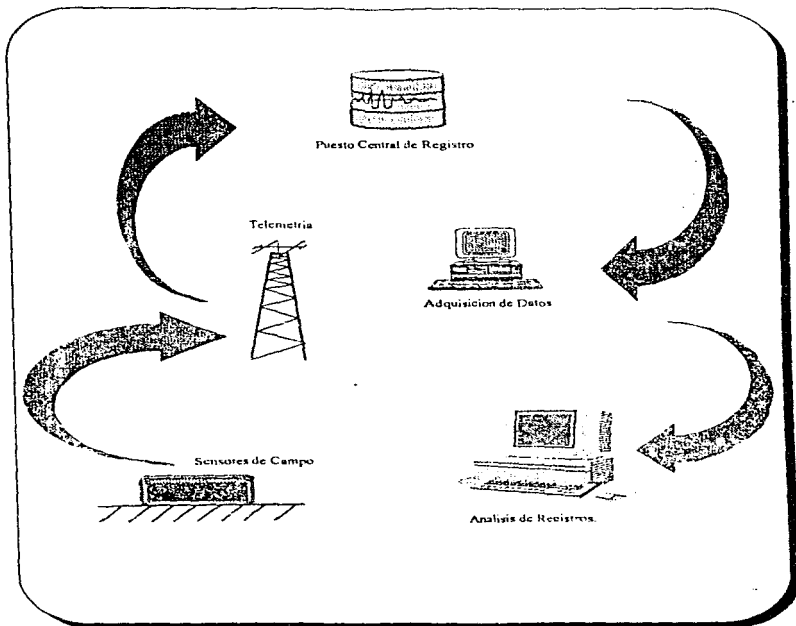 Puesto Central de Registro
Telemetria
Adquisicion de Datos
Sensores de Campo
Analisis de Registros.